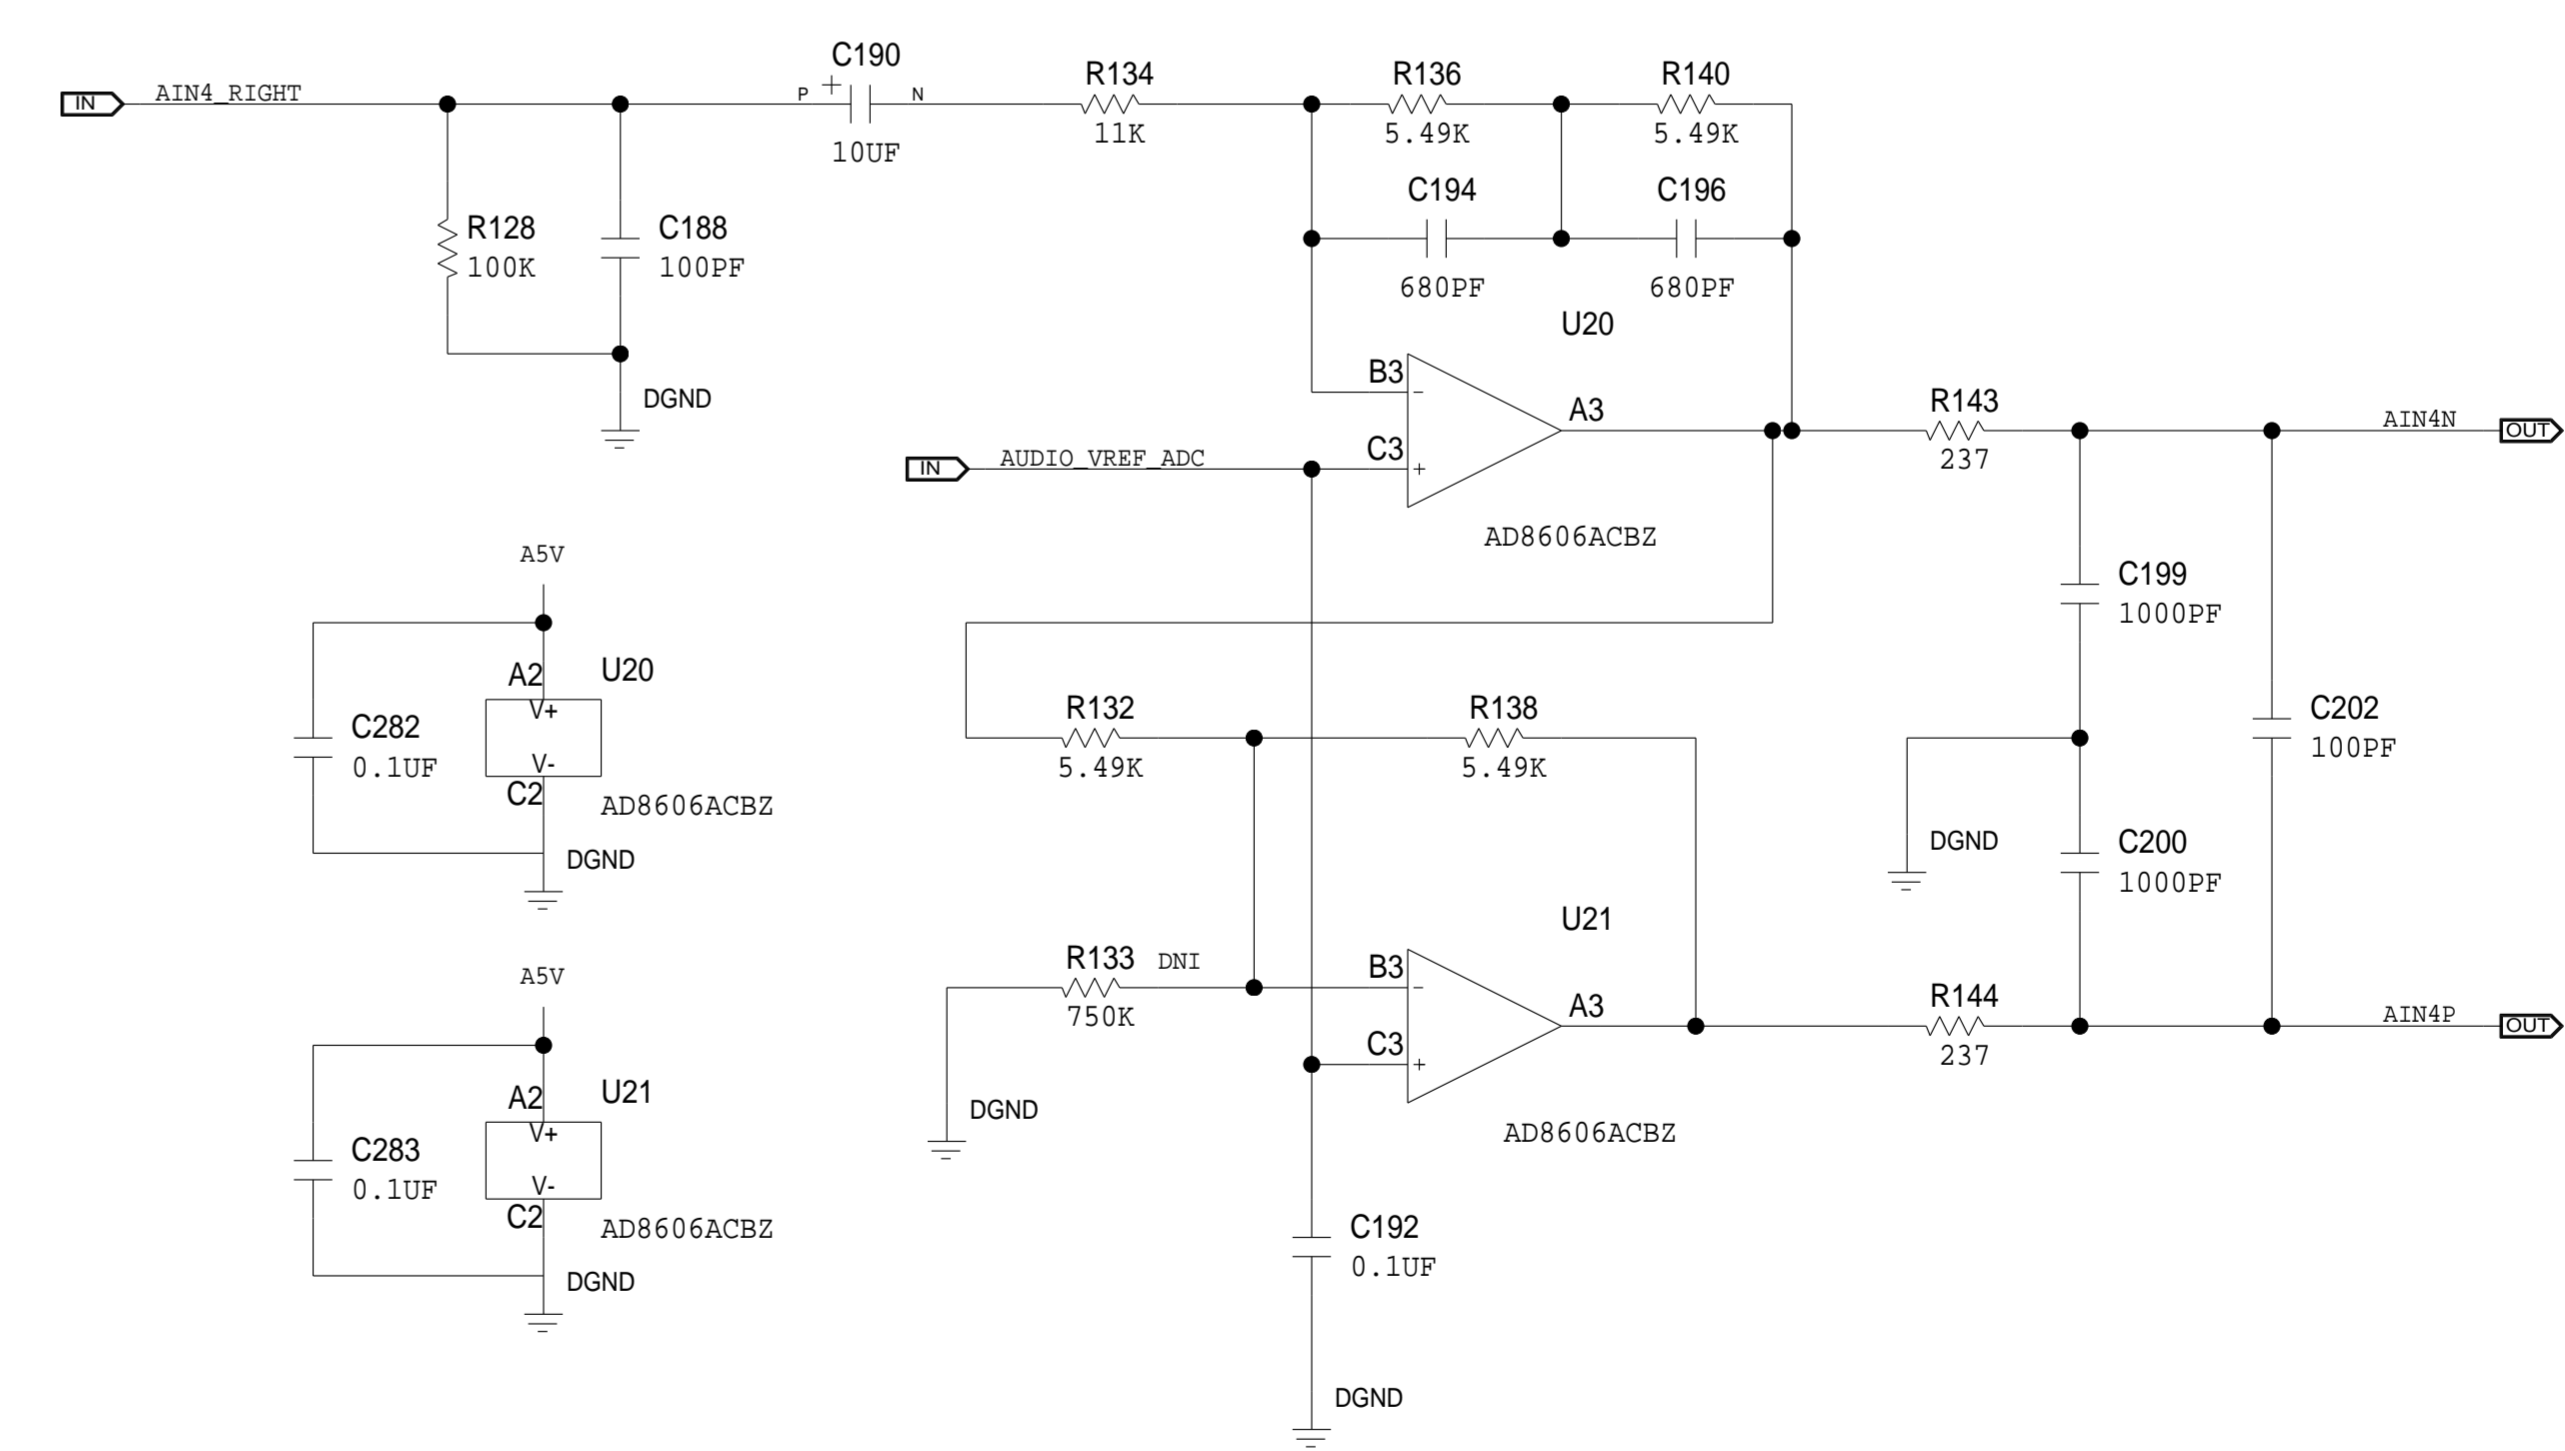 C190
R134
R136
R140
IN
AIN4_RIGHT
P
+
N
10UF
11K
5.49K
5.49K
C194
C196
R128
100K
C188
100PF
680PF
680PF
U20
DGND
B3
-
A3
C3
+
R143
237
AIN4N
OUT
IN
AUDIO_VREF_ADC
AD8606ACBZ
A5V
C199
1000PF
A2
U20
V+
C282
0.1UF
V-
C2
AD8606ACBZ
DGND
R132
5.49K
R138
5.49K
C202
100PF
DGND
C200
1000PF
U21
A5V
R133
DNI
750K
B3
-
A3
C3
+
R144
237
AIN4P
OUT
DGND
AD8606ACBZ
A2
U21
V+
C283
0.1UF
V-
C2
AD8606ACBZ
DGND
C192
0.1UF
DGND